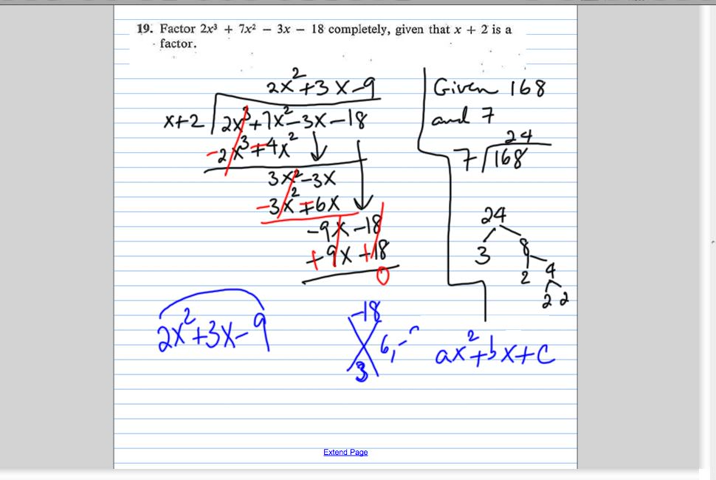 19. Factor 2x³ + 7x² − 3x − 18 completely, given that x + 2 is a
factor.
2x²+3x-9
x+2 2x³+7x²-3x-18
-2x³+4x²
3x²-3x
-3x²+6x
-9x-18
+9x+18
0
Given 168
and 7
24
7 168
24
3 8
2 4
2 2
2x²+3x-9
-18
6, -
3
ax²+bx+c
Extend Page